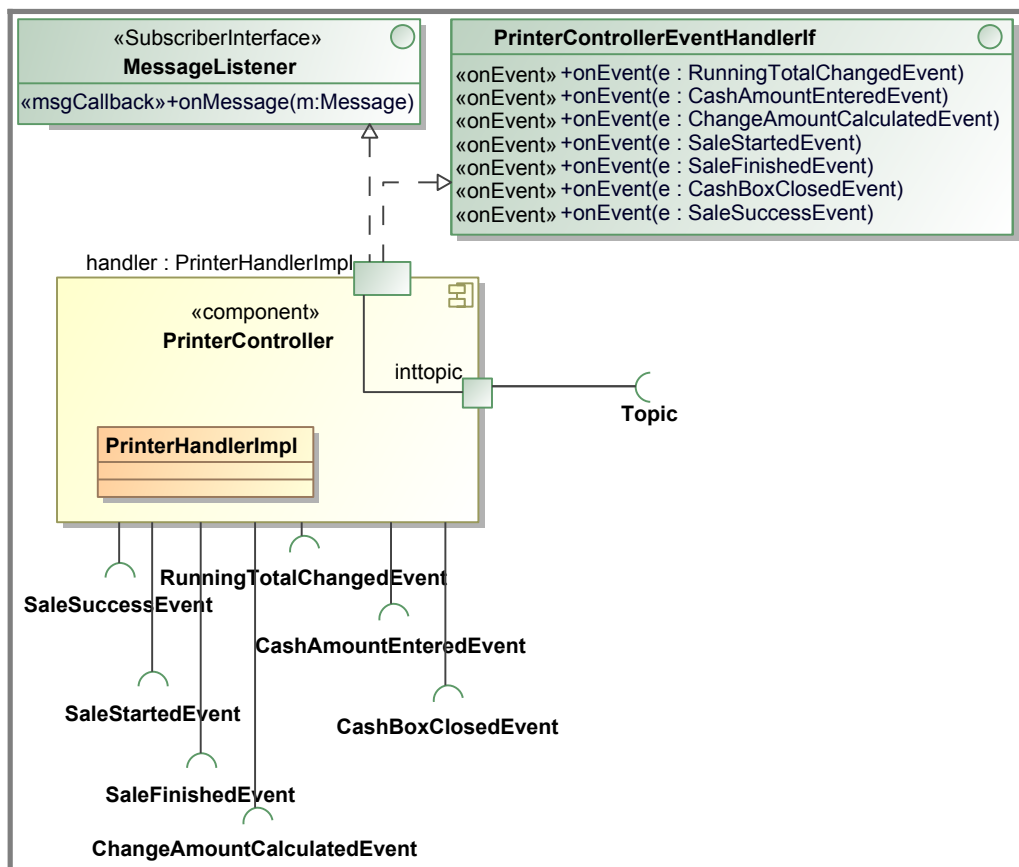 «SubscriberInterface»
MessageListener
«msgCallback»+onMessage(m:Message)
PrinterControllerEventHandlerIf
«onEvent» +onEvent(e : RunningTotalChangedEvent)
«onEvent» +onEvent(e : CashAmountEnteredEvent)
«onEvent» +onEvent(e : ChangeAmountCalculatedEvent)
«onEvent» +onEvent(e : SaleStartedEvent)
«onEvent» +onEvent(e : SaleFinishedEvent)
«onEvent» +onEvent(e : CashBoxClosedEvent)
«onEvent» +onEvent(e : SaleSuccessEvent)
handler : PrinterHandlerImpl
«component»
PrinterController
inttopic
Topic
PrinterHandlerImpl
RunningTotalChangedEvent
SaleSuccessEvent
CashAmountEnteredEvent
SaleStartedEvent
CashBoxClosedEvent
SaleFinishedEvent
ChangeAmountCalculatedEvent